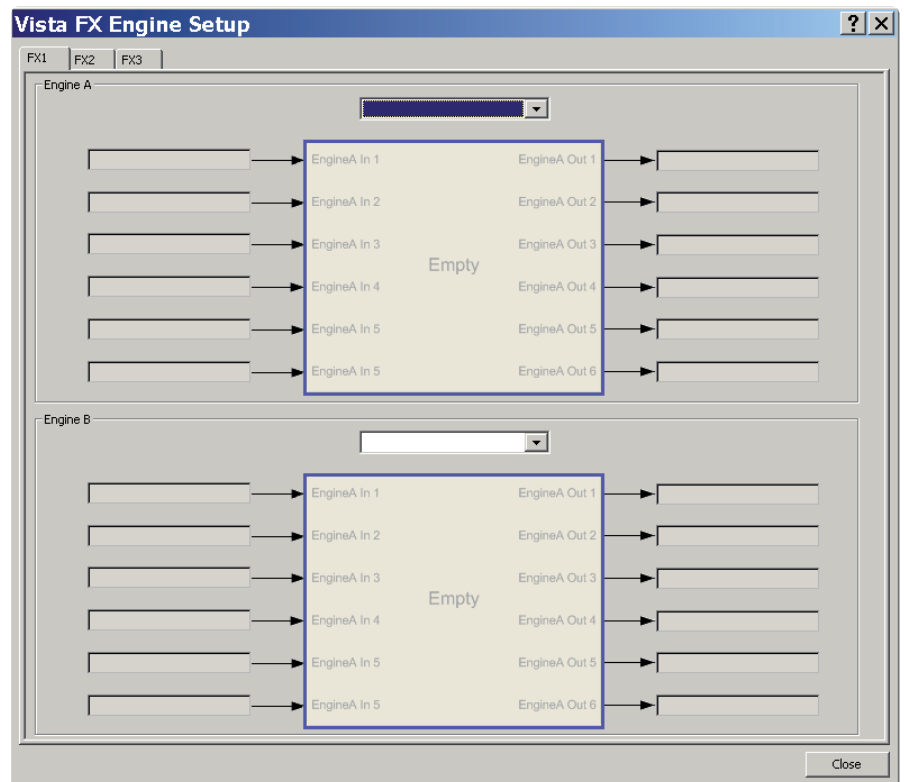 Vista FX Engine Setup ? ×
FX1 FX2 FX3
Engine A
EngineA In 1 EngineA Out 1
EngineA In 2 EngineA Out 2
EngineA In 3 EngineA Out 3
Empty
EngineA In 4 EngineA Out 4
EngineA In 5 EngineA Out 5
EngineA In 5 EngineA Out 6
Engine B
EngineA In 1 EngineA Out 1
EngineA In 2 EngineA Out 2
EngineA In 3 EngineA Out 3
Empty
EngineA In 4 EngineA Out 4
EngineA In 5 EngineA Out 5
EngineA In 5 EngineA Out 6
Close